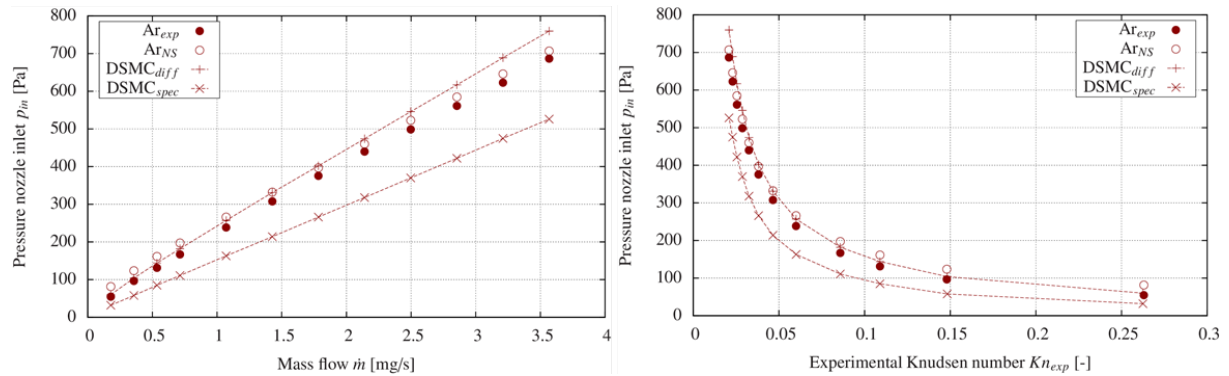 Ar_exp
Ar_NS
DSMC_diff
DSMC_spec
Pressure nozzle inlet p_in [Pa]
800
700
600
500
400
300
200
100
0
0 0.5 1 1.5 2 2.5 3 3.5 4
Mass flow ṁ [mg/s]
Ar_exp
Ar_NS
DSMC_diff
DSMC_spec
Pressure nozzle inlet p_in [Pa]
800
700
600
500
400
300
200
100
0
0 0.05 0.1 0.15 0.2 0.25 0.3
Experimental Knudsen number Kn_exp [-]